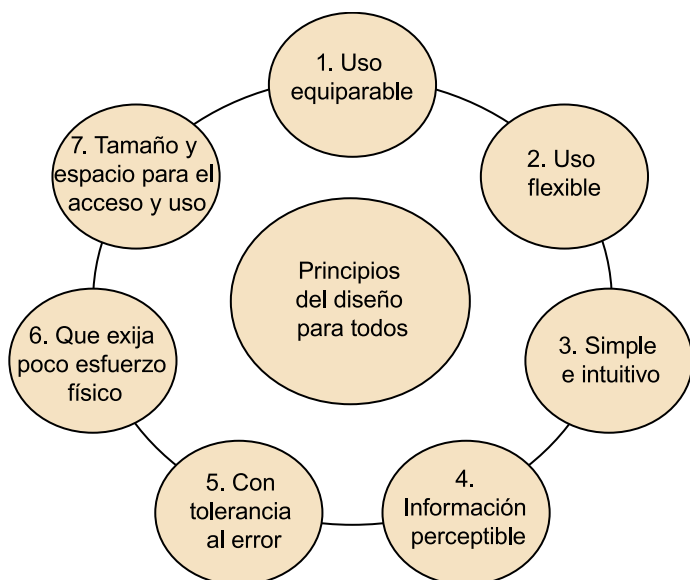 1. Uso
equiparable
2. Uso
flexible
3. Simple
e intuitivo
4.
Información
perceptible
5. Con
tolerancia
al error
6. Que exija
poco esfuerzo
físico
7. Tamaño y
espacio para el
acceso y uso
Principios
del diseño
para todos